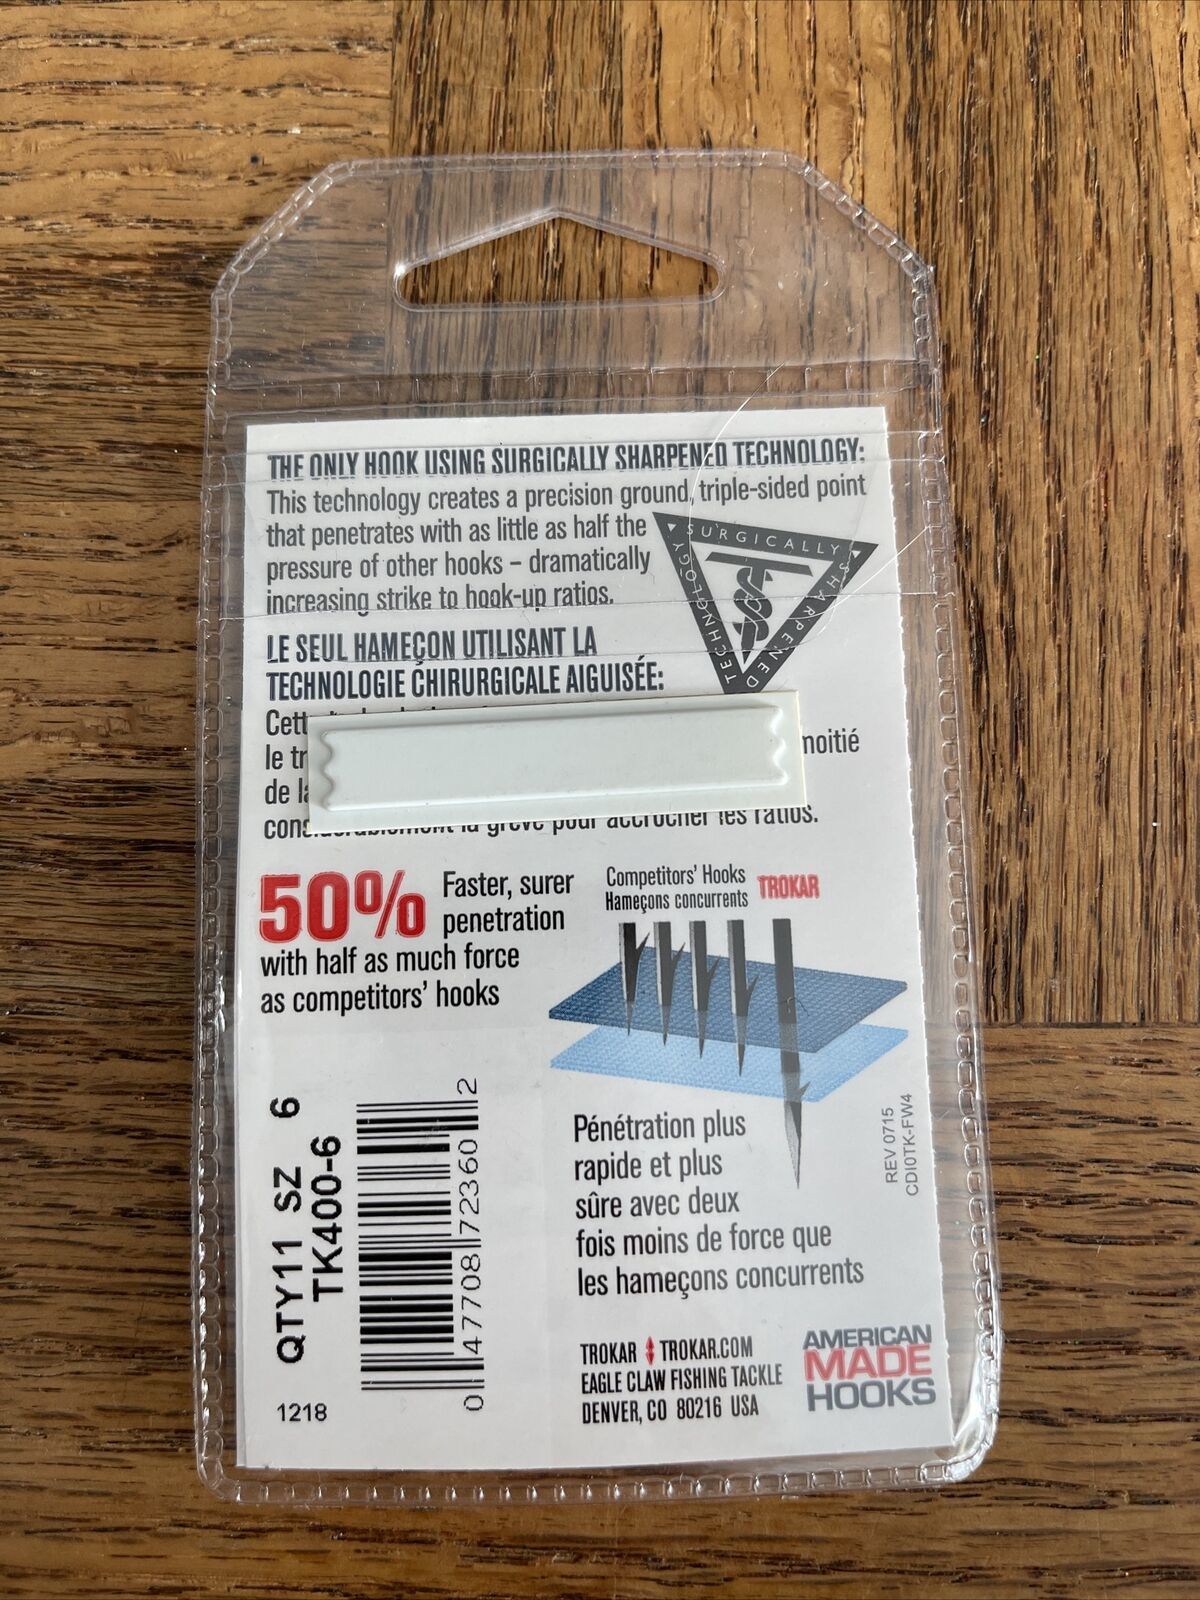 THE ONLY HOOK USING SURGICALLY SHARPENED TECHNOLOGY:
This technology creates a precision ground, triple-sided point
that penetrates with as little as half the
pressure of other hooks – dramatically
increasing strike to hook-up ratios.
SURGICALLY SHARPENED TECHNOLOGY
LE SEUL HAMEÇON UTILISANT LA
TECHNOLOGIE CHIRURGICALE AIGUISÉE:
le
moitié
de
la grève pour accrocher les ratios.
50% Faster, surer
penetration
with half as much force
as competitors' hooks
Competitors' Hooks
Hameçons concurrents
TROKAR
Pénétration plus
rapide et plus
sûre avec deux
fois moins de force que
les hameçons concurrents
REV 0715
CDI0TK-FW4
QTY11 SZ 6
TK400-6
0 47708 72360 2
1218
TROKAR TROKAR.COM
EAGLE CLAW FISHING TACKLE
DENVER, CO 80216 USA
AMERICAN
MADE
HOOKS